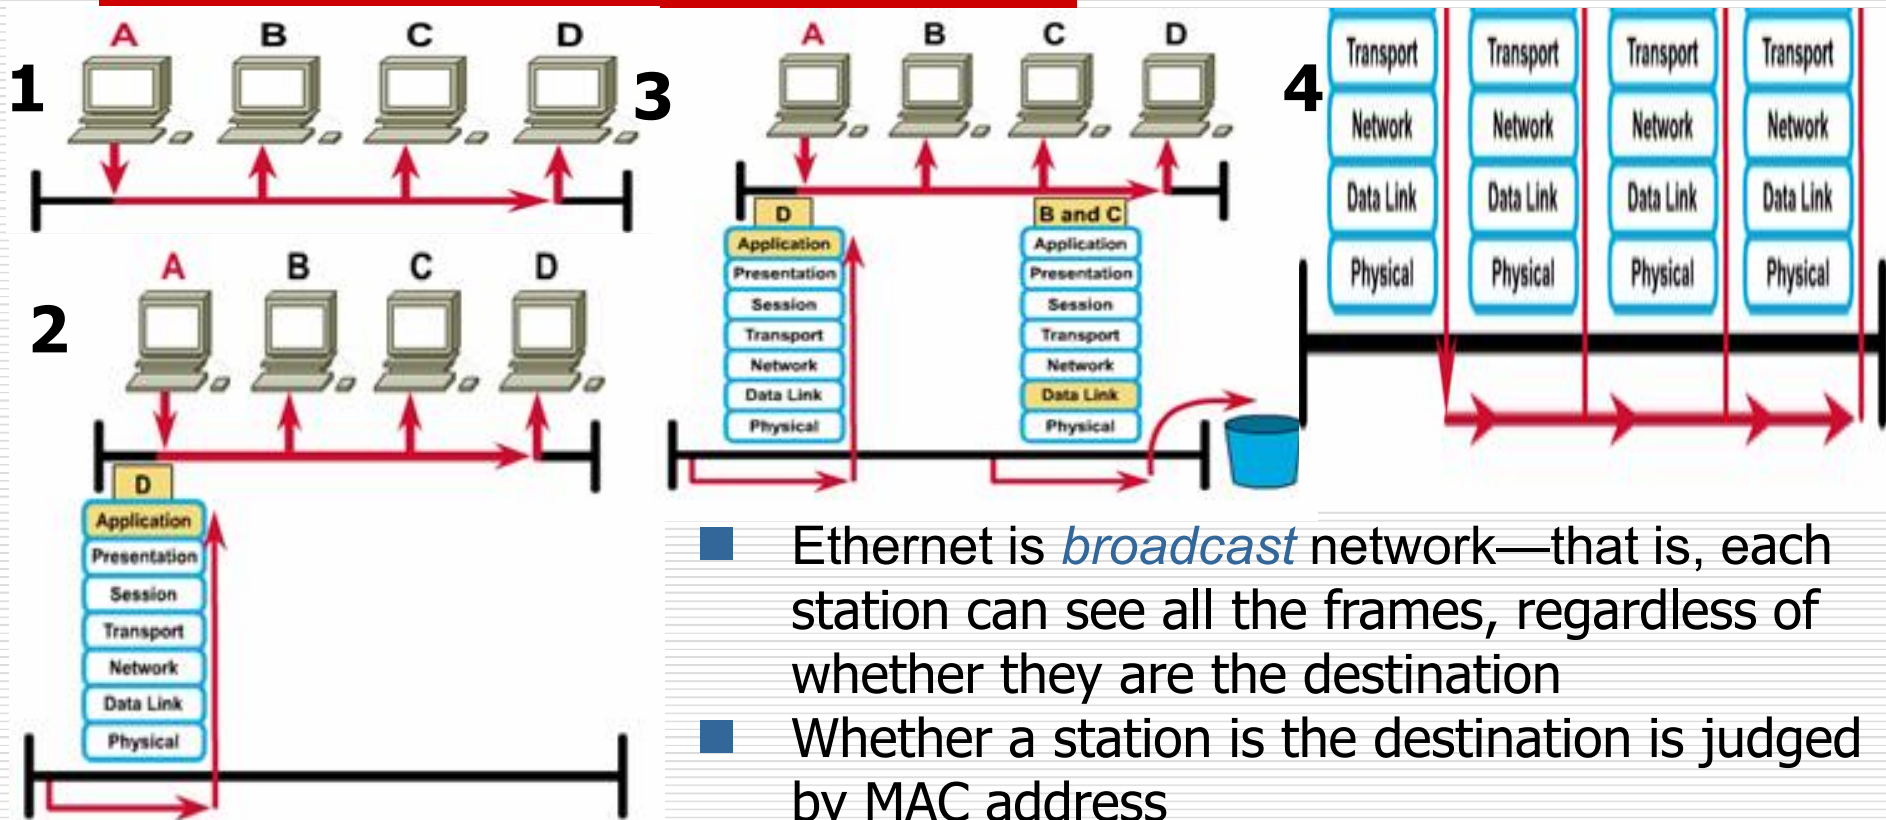 1
A B C D
2
A B C D
D
Application
Presentation
Session
Transport
Network
Data Link
Physical
3
A B C D
D
Application
Presentation
Session
Transport
Network
Data Link
Physical
B and C
Application
Presentation
Session
Transport
Network
Data Link
Physical
4
Transport Transport Transport Transport
Network Network Network Network
Data Link Data Link Data Link Data Link
Physical Physical Physical Physical
Ethernet is broadcast network—that is, each
station can see all the frames, regardless of
whether they are the destination
Whether a station is the destination is judged
by MAC address